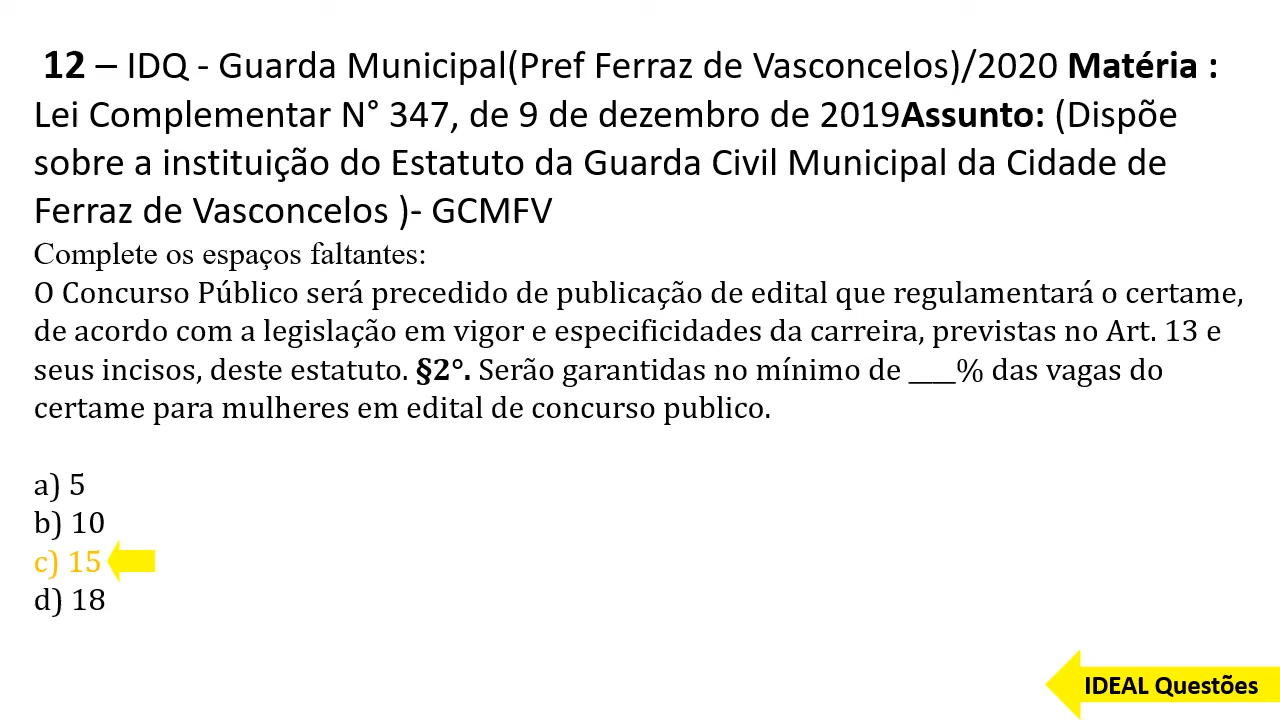 12 – IDQ - Guarda Municipal(Pref Ferraz de Vasconcelos)/2020 Matéria :
Lei Complementar N° 347, de 9 de dezembro de 2019Assunto: (Dispõe
sobre a instituição do Estatuto da Guarda Civil Municipal da Cidade de
Ferraz de Vasconcelos )- GCMFV
Complete os espaços faltantes:
O Concurso Público será precedido de publicação de edital que regulamentará o certame,
de acordo com a legislação em vigor e especificidades da carreira, previstas no Art. 13 e
seus incisos, deste estatuto. §2°. Serão garantidas no mínimo de ___% das vagas do
certame para mulheres em edital de concurso publico.
a) 5
b) 10
c) 15
d) 18
IDEAL Questões